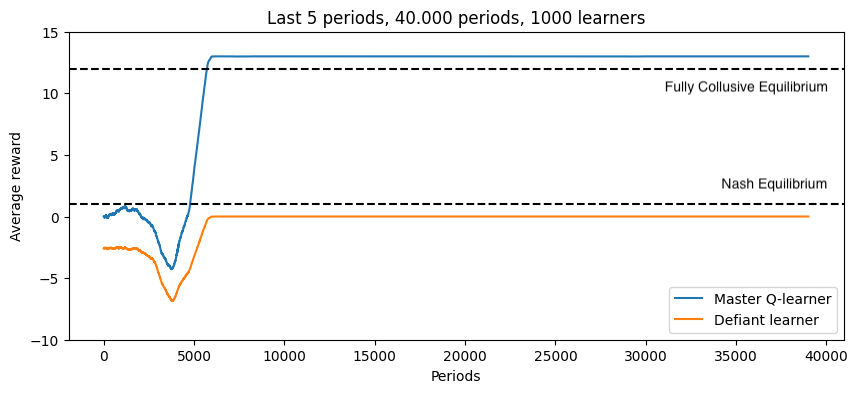 Last 5 periods, 40.000 periods, 1000 learners
15
10
5
0
−5
−10
Average reward
Fully Collusive Equilibrium
Nash Equilibrium
Master Q-learner
Defiant learner
0 5000 10000 15000 20000 25000 30000 35000 40000
Periods